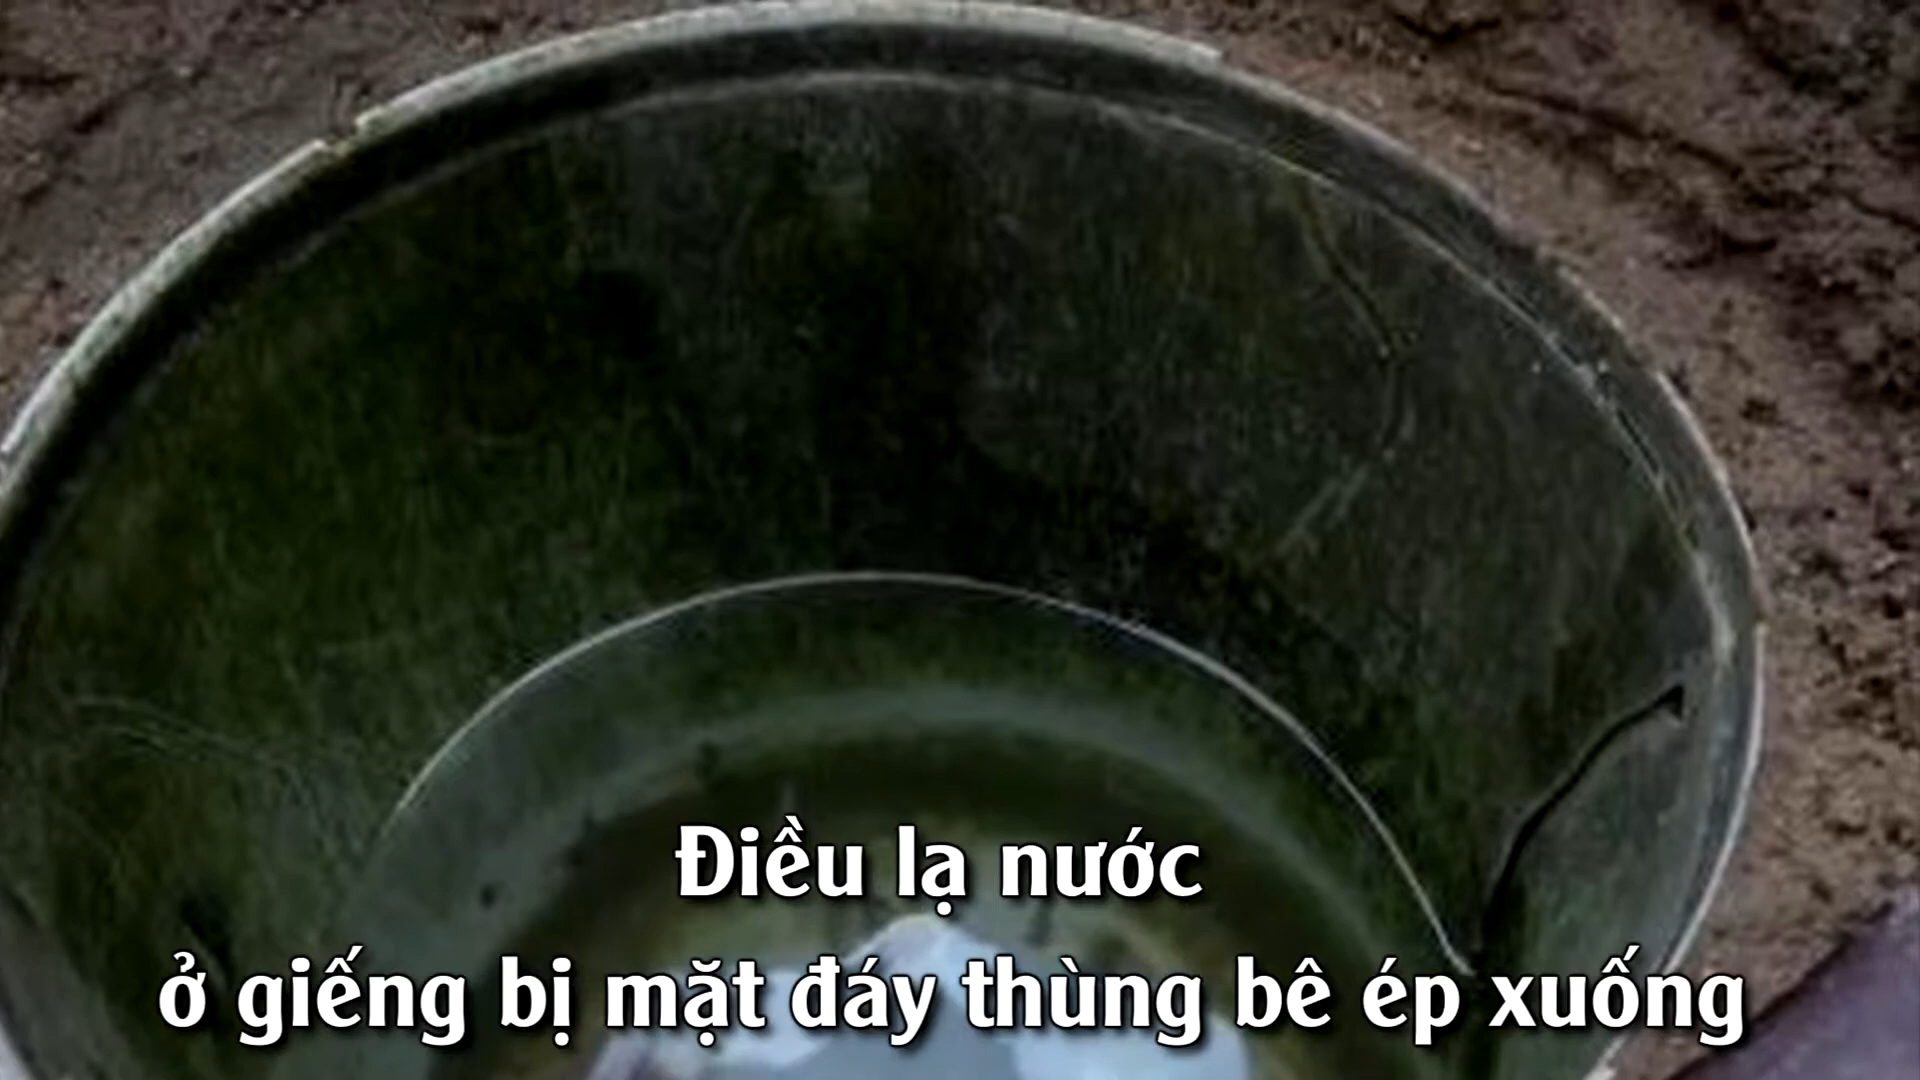 Điều lạ nước
ở giếng bị mặt đáy thùng bê ép xuống